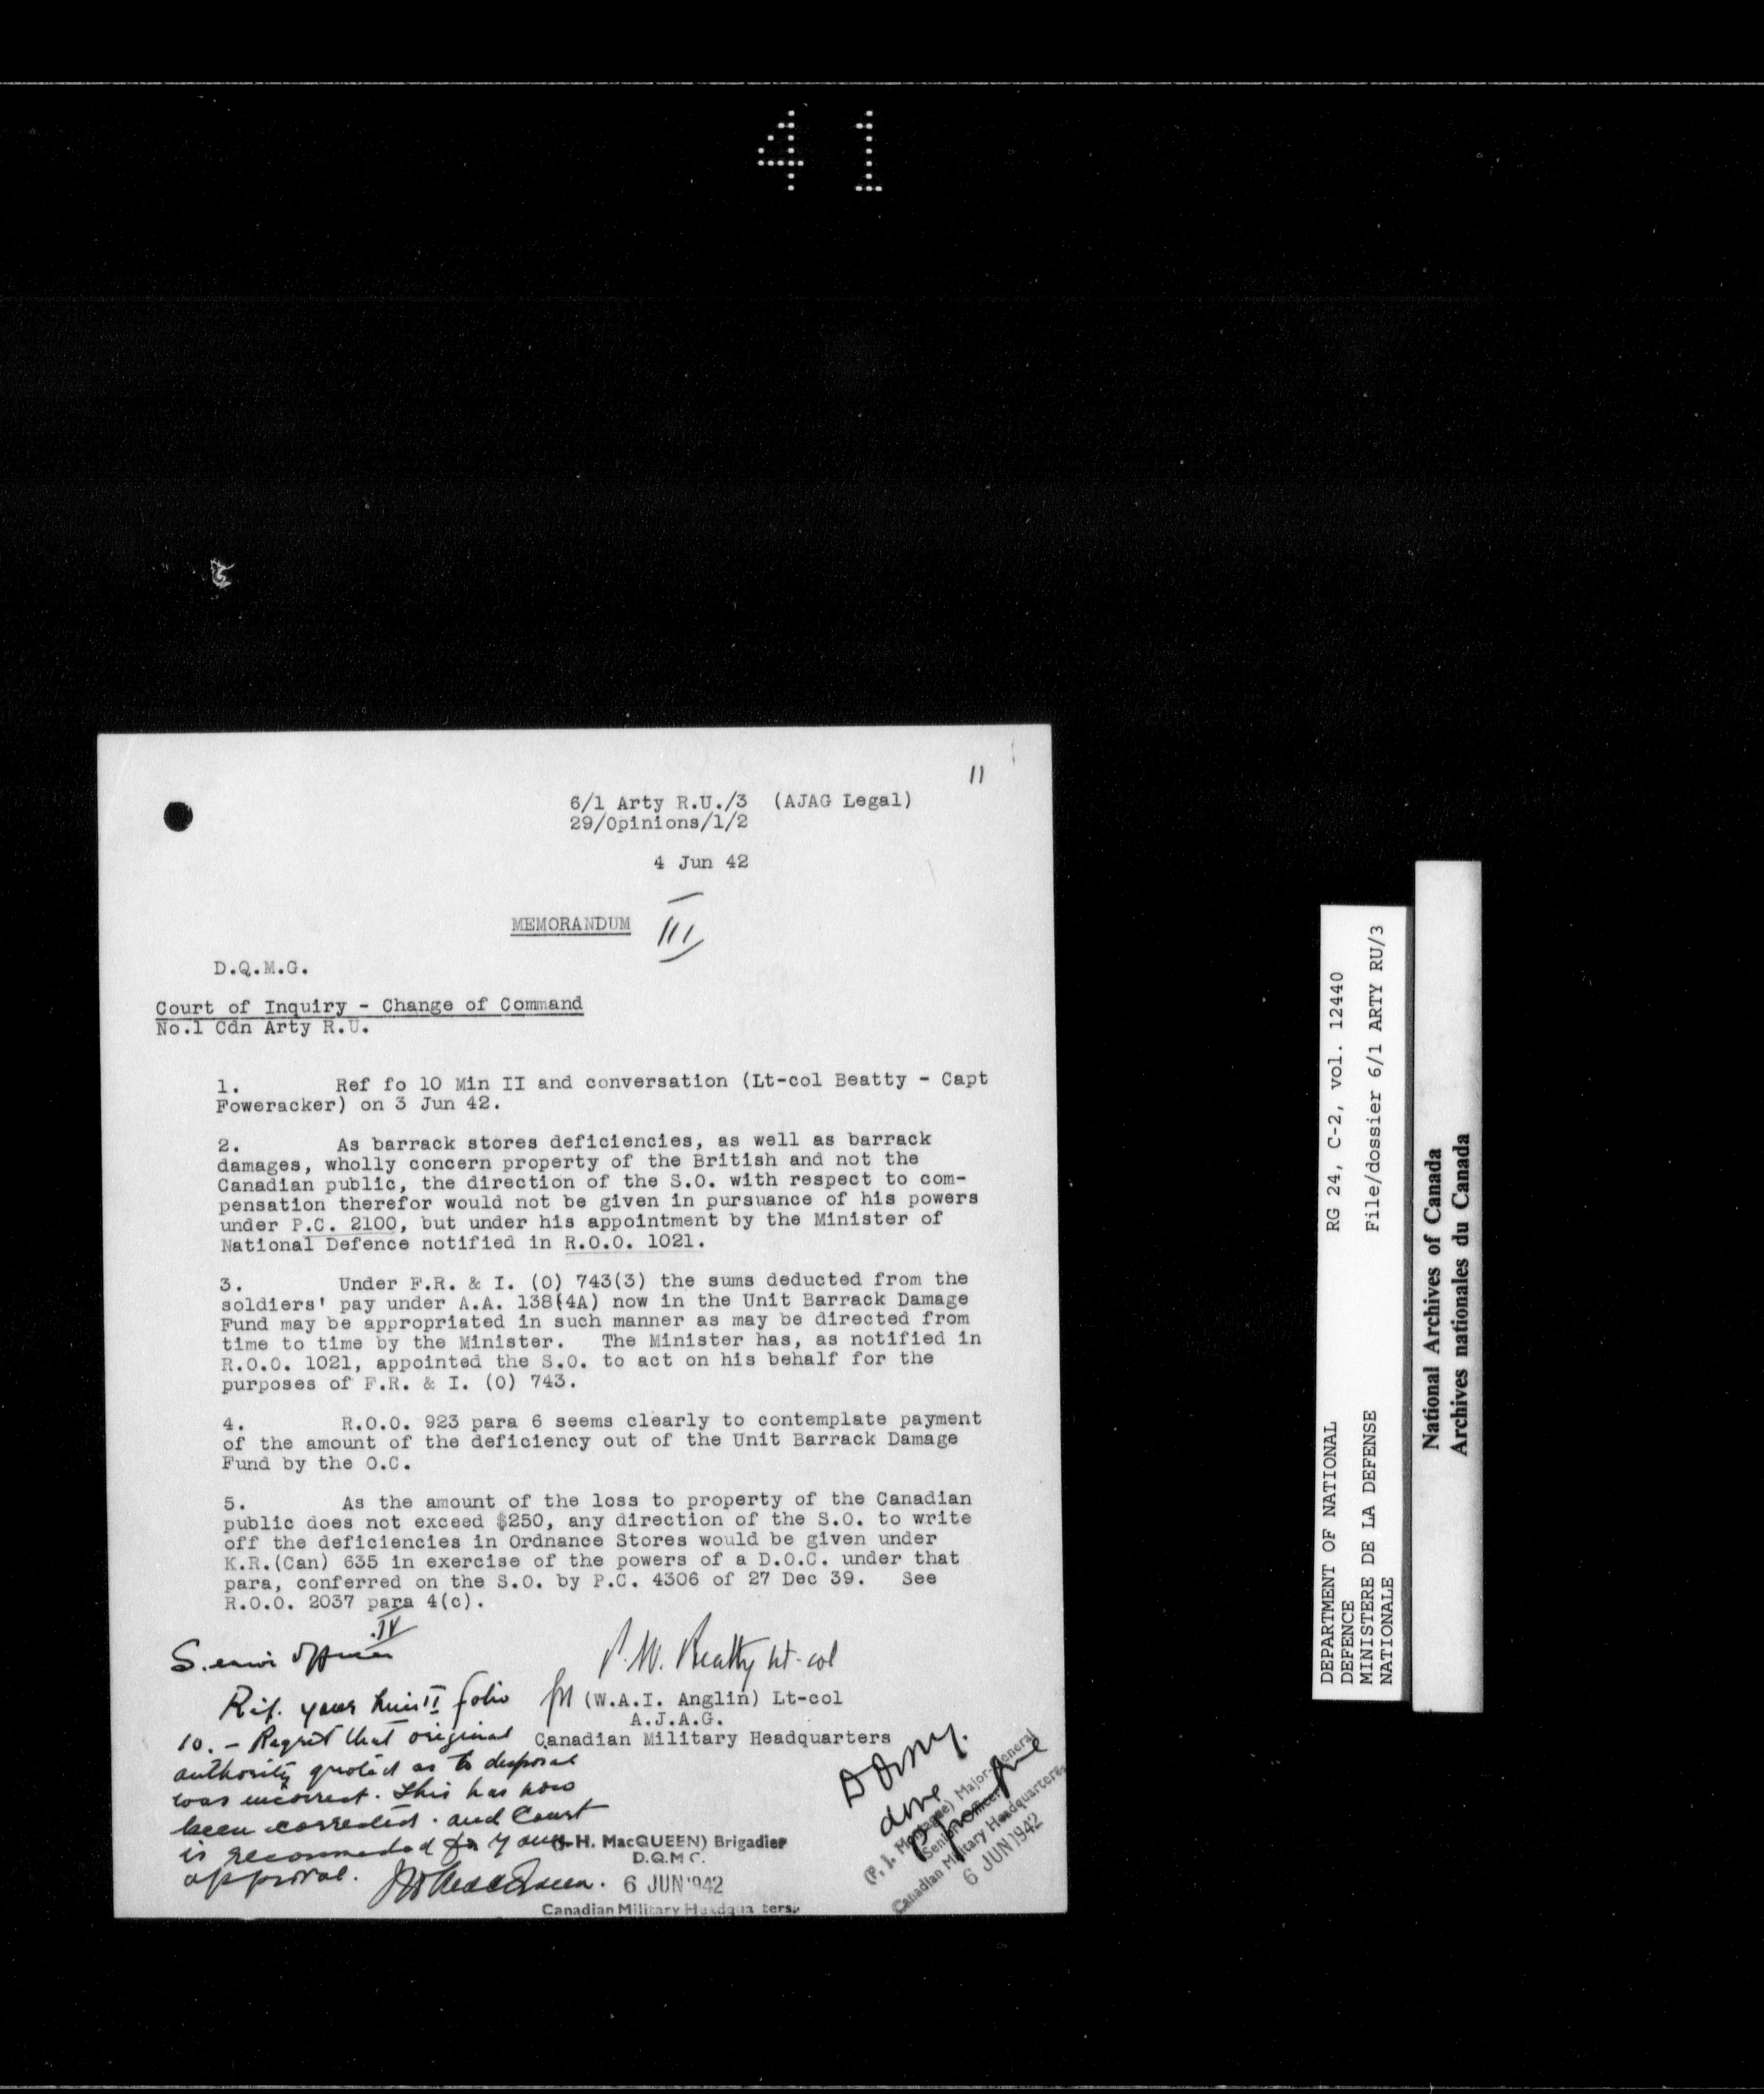 41
11
6/1 Arty R.U./3 (AJAG Legal)
29/Opinions/1/2
4 Jun 42
MEMORANDUM III
D.Q.M.G.
Court of Inquiry - Change of Command
No.1 Cdn Arty R.U.
1. Ref fo 10 Min II and conversation (Lt-col Beatty - Capt
Foweracker) on 3 Jun 42.
2. As barrack stores deficiencies, as well as barrack
damages, wholly concern property of the British and not the
Canadian public, the direction of the S.O. with respect to com-
pensation therefor would not be given in pursuance of his powers
under P.C. 2100, but under his appointment by the Minister of
National Defence notified in R.O.O. 1021.
3. Under F.R. & I. (O) 743(3) the sums deducted from the
soldiers' pay under A.A. 138(4A) now in the Unit Barrack Damage
Fund may be appropriated in such manner as may be directed from
time to time by the Minister. The Minister has, as notified in
R.O.O. 1021, appointed the S.O. to act on his behalf for the
purposes of F.R. & I. (O) 743.
4. R.O.O. 923 para 6 seems clearly to contemplate payment
of the amount of the deficiency out of the Unit Barrack Damage
Fund by the O.C.
5. As the amount of the loss to property of the Canadian
public does not exceed $250, any direction of the S.O. to write
off the deficiencies in Ordnance Stores would be given under
K.R.(Can) 635 in exercise of the powers of a D.O.C. under that
para, conferred on the S.O. by P.C. 4306 of 27 Dec 39. See
R.O.O. 2037 para 4(c).
IV
Senior Officer
P.W. Beatty Lt-col
for (W.A.I. Anglin) Lt-col
A.J.A.G.
Canadian Military Headquarters
Ref. your Min II folio
10. - Regret that original
authority quoted as to disposal
was incorrect. This has now
been corrected. and Court
is recommended for your
approval.
(J. H. MacQUEEN) Brigadier
D.Q.M.G.
6 JUN 1942
Canadian Military Headquarters
done
(P. J. Montague) Major-General
Senior Officer
Canadian Military Headquarters
6 JUN 1942
DEPARTMENT OF NATIONAL
DEFENCE
MINISTERE DE LA DEFENSE
NATIONALE
RG 24, C-2, vol. 12440
File/dossier 6/1 ARTY RU/3
National Archives of Canada
Archives nationales du Canada